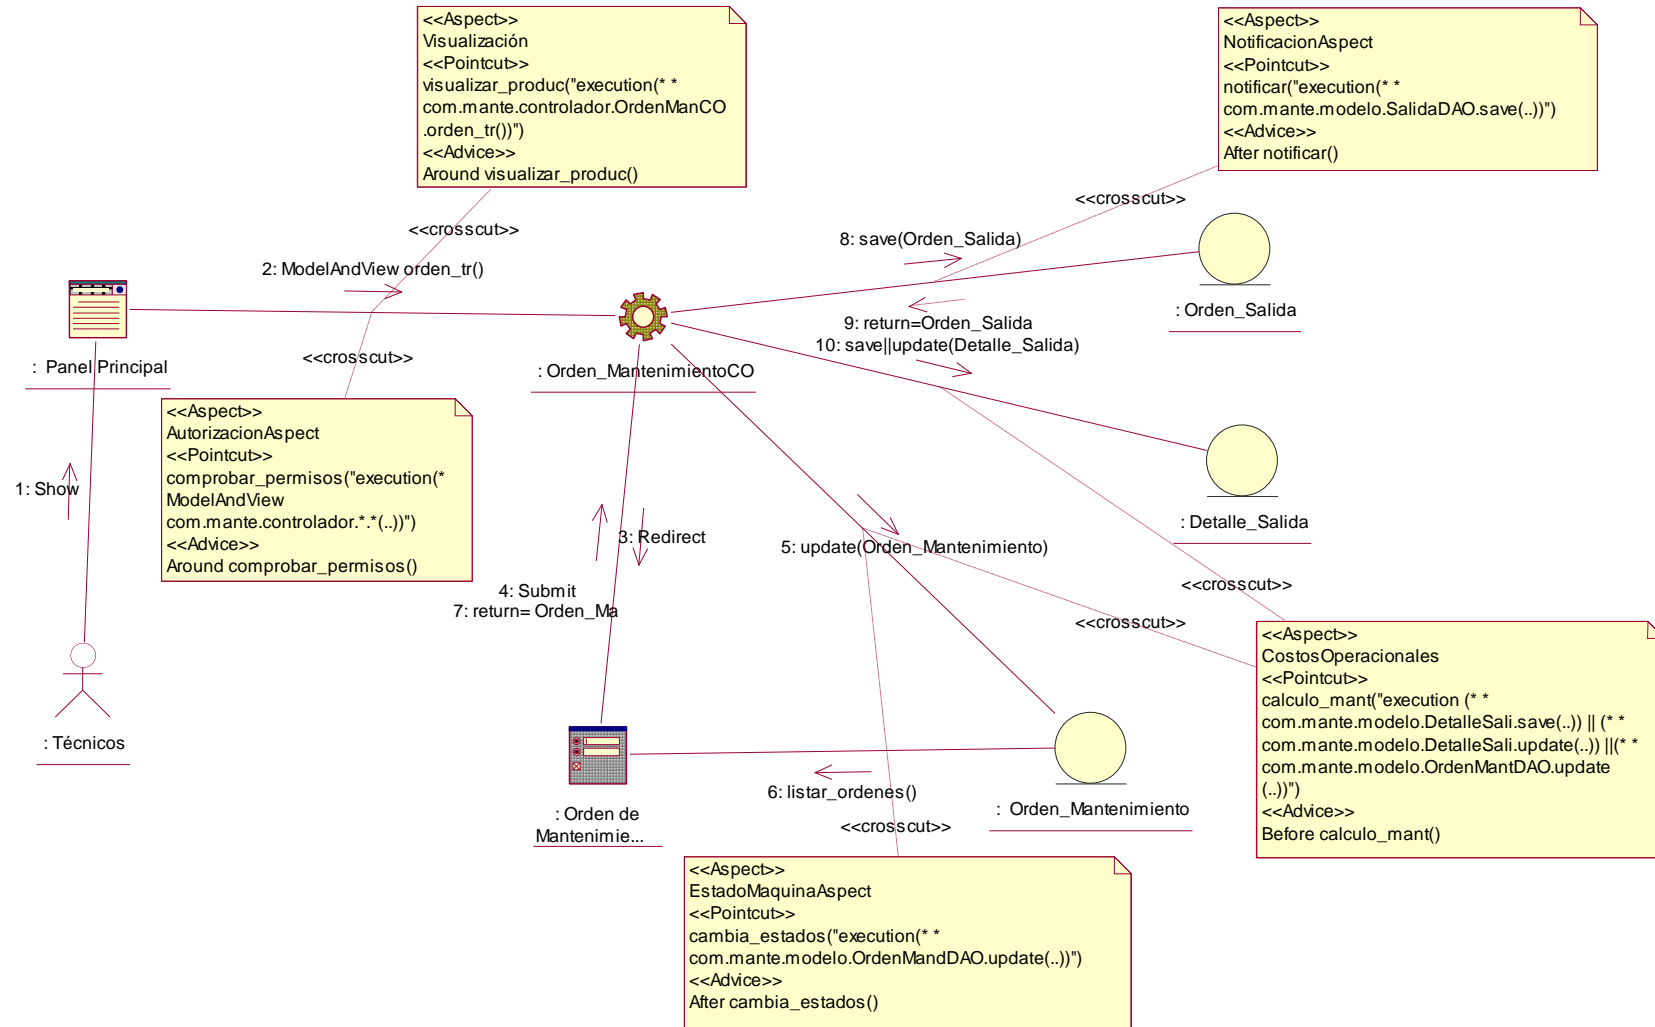 <<Aspect>>
Visualización
<<Pointcut>>
visualizar_produc("execution(* *
com.mante.controlador.OrdenManCO
.orden_tr())")
<<Advice>>
Around visualizar_produc()
<<Aspect>>
NotificacionAspect
<<Pointcut>>
notificar("execution(* *
com.mante.modelo.SalidaDAO.save(..))")
<<Advice>>
After notificar()
<<crosscut>>
<<crosscut>>
8: save(Orden_Salida)
2: ModelAndView orden_tr()
: Orden_Salida
9: return=Orden_Salida
10: save||update(Detalle_Salida)
<<crosscut>>
: Panel Principal
: Orden_MantenimientoCO
<<Aspect>>
AutorizacionAspect
<<Pointcut>>
comprobar_permisos("execution(*
ModelAndView
com.mante.controlador.*.*(..))")
<<Advice>>
Around comprobar_permisos()
1: Show
: Detalle_Salida
3: Redirect
5: update(Orden_Mantenimiento)
4: Submit
7: return= Orden_Ma
<<crosscut>>
<<crosscut>>
<<Aspect>>
CostosOperacionales
<<Pointcut>>
calculo_mant("execution (* *
com.mante.modelo.DetalleSali.save(..)) || (* *
com.mante.modelo.DetalleSali.update(..)) ||(* *
com.mante.modelo.OrdenMantDAO.update
(..))")
<<Advice>>
Before calculo_mant()
: Técnicos
6: listar_ordenes()
: Orden de
Mantenimie...
: Orden_Mantenimiento
<<crosscut>>
<<Aspect>>
EstadoMaquinaAspect
<<Pointcut>>
cambia_estados("execution(* *
com.mante.modelo.OrdenMandDAO.update(..))")
<<Advice>>
After cambia_estados()